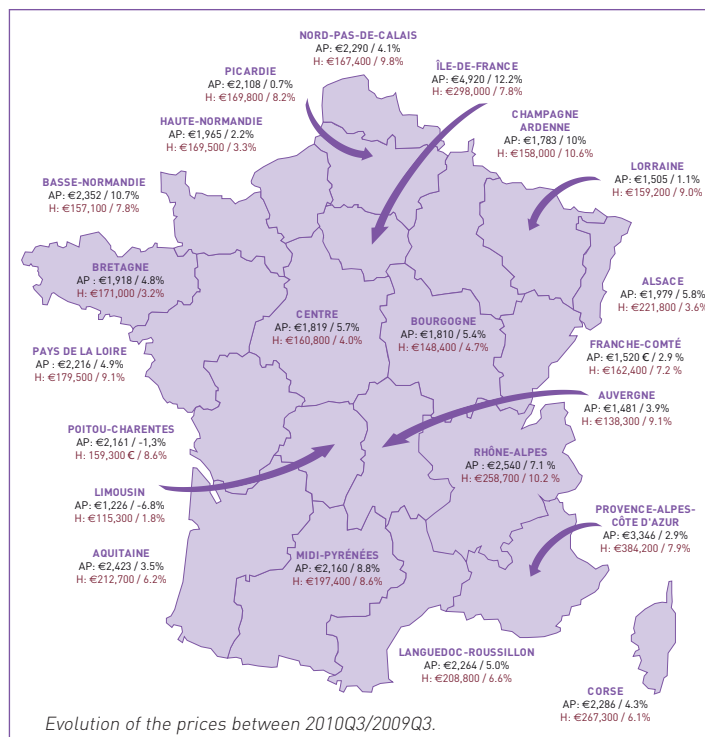 NORD-PAS-DE-CALAIS
AP: €2,290 / 4.1%
H: €167,400 / 9.8%
ÎLE-DE-FRANCE
AP: €4,920 / 12.2%
H: €298,000 / 7.8%
PICARDIE
AP: €2,108 / 0.7%
H: €169,800 / 8.2%
HAUTE-NORMANDIE
AP: €1,965 / 2.2%
H: €169,500 / 3.3%
CHAMPAGNE
ARDENNE
AP: €1,783 / 10%
H: €158,000 / 10.6%
LORRAINE
AP: €1,505 / 1.1%
H: €159,200 / 9.0%
BASSE-NORMANDIE
AP: €2,352 / 10.7%
H: €157,100 / 7.8%
BRETAGNE
AP : €1,918 / 4.8%
H: €171,000 /3.2%
ALSACE
AP: €1,979 / 5.8%
H: €221,800 / 3.6%
CENTRE
AP: €1,819 / 5.7%
H: €160,800 / 4.0%
BOURGOGNE
AP: €1,810 / 5.4%
H: €148,400 / 4.7%
FRANCHE-COMTÉ
AP: €1,520 € / 2.9 %
H: €162,400 / 7.2 %
PAYS DE LA LOIRE
AP: €2,216 / 4.9%
H: €179,500 / 9.1%
AUVERGNE
AP: €1,481 / 3.9%
H: €138,300 / 9.1%
POITOU-CHARENTES
AP: €2,161 / -1,3%
H: 159,300 € / 8.6%
RHÔNE-ALPES
AP : €2,540 / 7.1 %
H: €258,700 / 10.2 %
LIMOUSIN
AP: €1,226 / -6.8%
H: €115,300 / 1.8%
PROVENCE-ALPES-
CÔTE D'AZUR
AP: €3,346 / 2.9%
H: €384,200 / 7.9%
AQUITAINE
AP: €2,423 / 3.5%
H: €212,700 / 6.2%
MIDI-PYRÉNÉES
AP: €2,160 / 8.8%
H: €197,400 / 8.6%
LANGUEDOC-ROUSSILLON
AP: €2,264 / 5.0%
H: €208,800 / 6.6%
CORSE
AP: €2,286 / 4.3%
H: €267,300 / 6.1%
Evolution of the prices between 2010Q3/2009Q3.